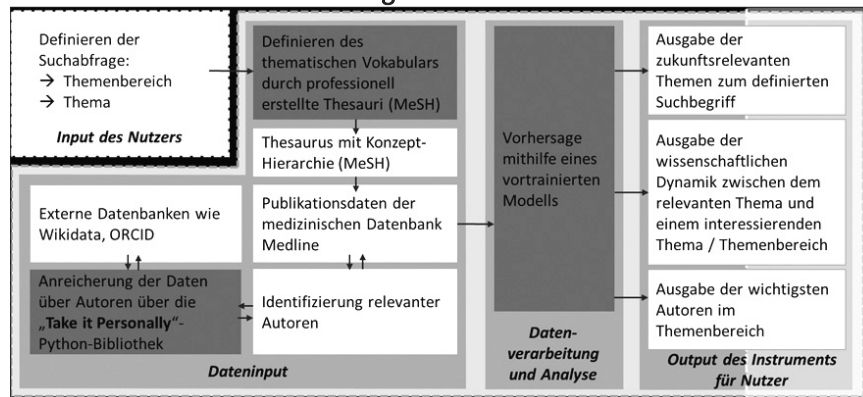 Definieren der
Suchabfrage:
→ Themenbereich
→ Thema
Input des Nutzers
Definieren des
thematischen Vokabulars
durch professionell
erstellte Thesauri (MeSH)
Thesaurus mit Konzept-
Hierarchie (MeSH)
Publikationsdaten der
medizinischen Datenbank
Medline
Externe Datenbanken wie
Wikidata, ORCID
Anreicherung der Daten
über Autoren über die
„Take it Personally“-
Python-Bibliothek
Identifizierung relevanter
Autoren
Dateninput
Vorhersage
mithilfe eines
vortrainierten
Modells
Daten-
verarbeitung
und Analyse
Ausgabe der
zukunftsrelevanten
Themen zum definierten
Suchbegriff
Ausgabe der
wissenschaftlichen
Dynamik zwischen dem
relevanten Thema und
einem interessierenden
Thema / Themenbereich
Ausgabe der wichtigsten
Autoren im
Themenbereich
Output des Instruments
für Nutzer